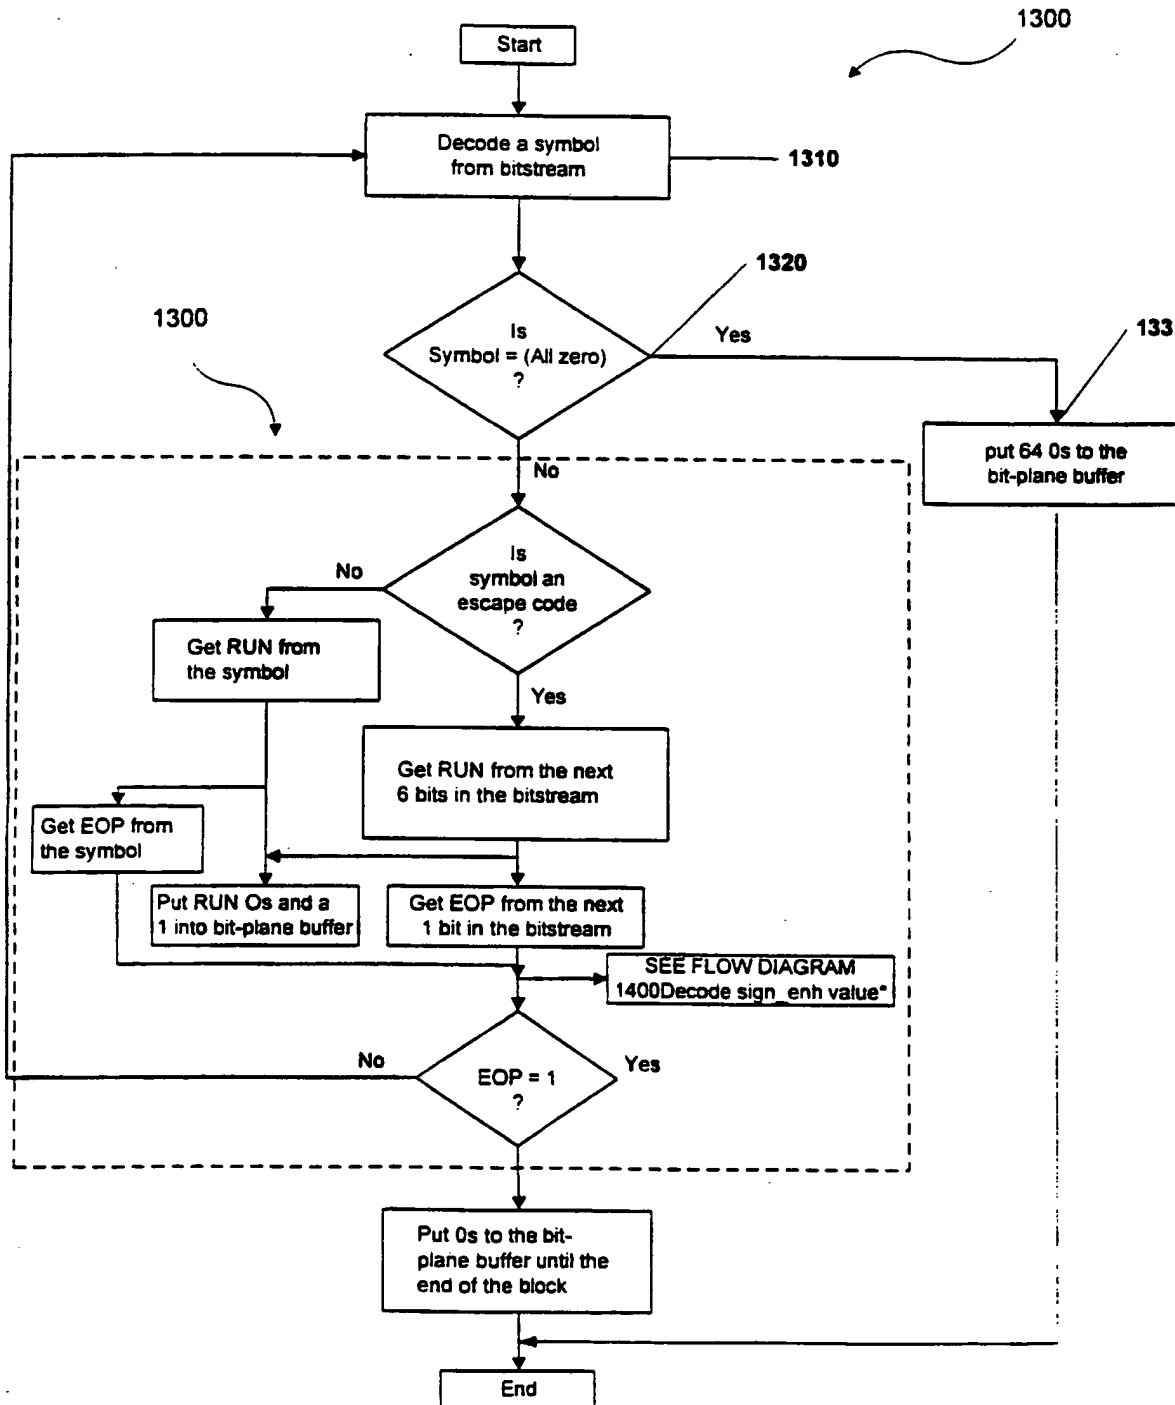 1300
Start
Decode a symbol
from bitstream
1310
1320
Is
Symbol = (All zero)
?
Yes
133
1300
put 64 0s to the
bit-plane buffer
No
Is
symbol an
escape code
?
No
Get RUN from
the symbol
Yes
Get RUN from the next
6 bits in the bitstream
Get EOP from
the symbol
Put RUN Os and a
1 into bit-plane buffer
Get EOP from the next
1 bit in the bitstream
SEE FLOW DIAGRAM
1400Decode sign_enh value*
No
Yes
EOP = 1
?
Put 0s to the bit-
plane buffer until the
end of the block
End